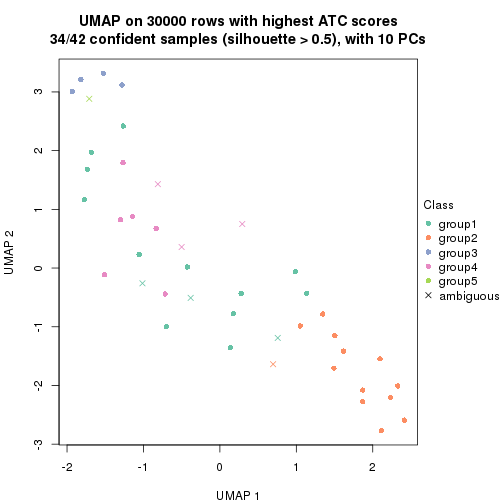 UMAP on 30000 rows with highest ATC scores
34/42 confident samples (silhouette > 0.5), with 10 PCs
3
2
1
0
-1
-2
-3
UMAP 2
-2
-1
0
1
2
UMAP 1
Class
group1
group2
group3
group4
group5
ambiguous